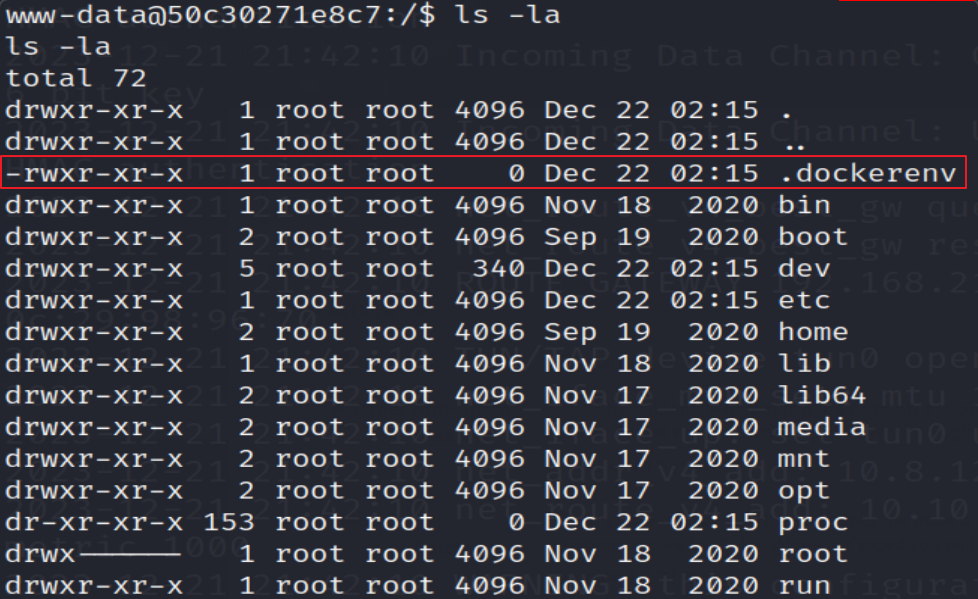 www-data@50c30271e8c7:/$ ls -la
ls -la
total 72
drwxr-xr-x   1 root root 4096 Dec 22 02:15 .
drwxr-xr-x   1 root root 4096 Dec 22 02:15 ..
-rwxr-xr-x   1 root root    0 Dec 22 02:15 .dockerenv
drwxr-xr-x   1 root root 4096 Nov 18  2020 bin
drwxr-xr-x   2 root root 4096 Sep 19  2020 boot
drwxr-xr-x   5 root root  340 Dec 22 02:15 dev
drwxr-xr-x   1 root root 4096 Dec 22 02:15 etc
drwxr-xr-x   2 root root 4096 Sep 19  2020 home
drwxr-xr-x   1 root root 4096 Nov 18  2020 lib
drwxr-xr-x   2 root root 4096 Nov 17  2020 lib64
drwxr-xr-x   2 root root 4096 Nov 17  2020 media
drwxr-xr-x   2 root root 4096 Nov 17  2020 mnt
drwxr-xr-x   2 root root 4096 Nov 17  2020 opt
dr-xr-xr-x 153 root root    0 Dec 22 02:15 proc
drwx------   1 root root 4096 Nov 18  2020 root
drwxr-xr-x   1 root root 4096 Nov 18  2020 run